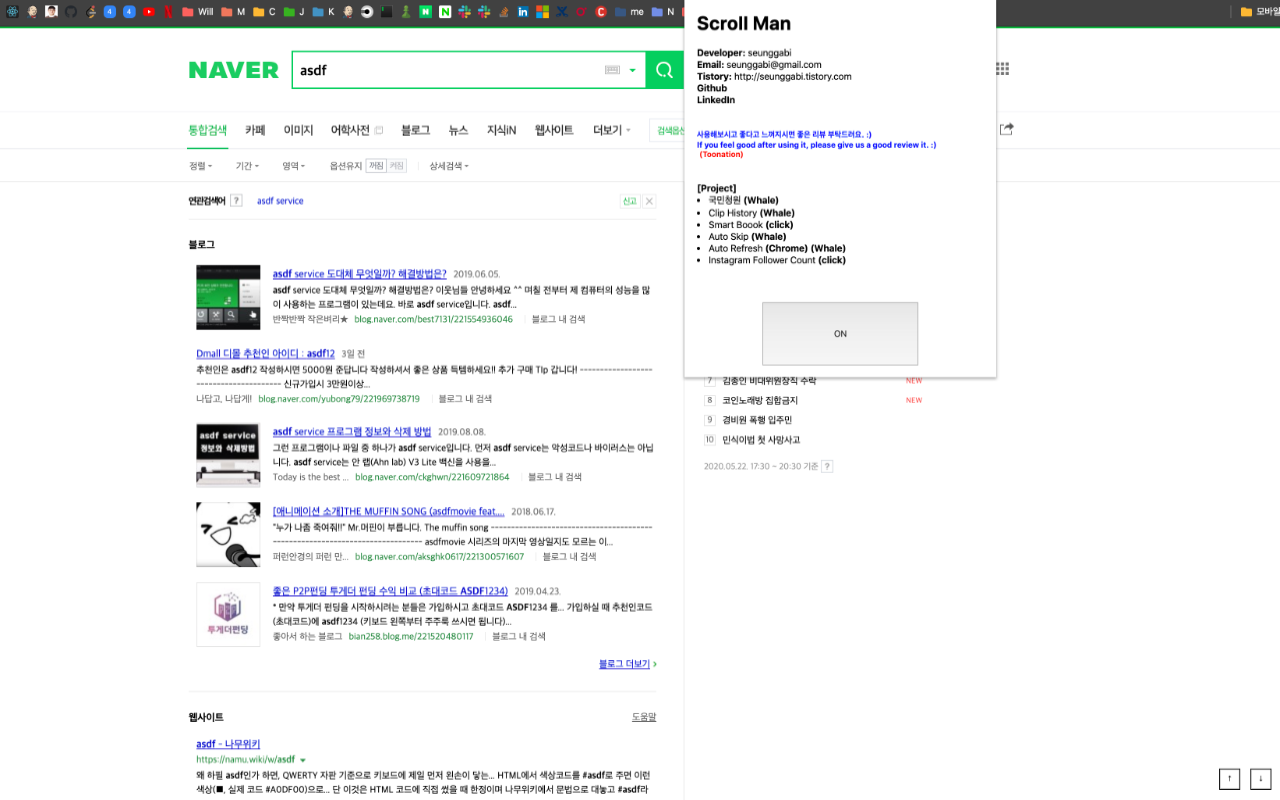 Will
M
C
J
K
me
N
모바일
NAVER
asdf
통합검색 카페 이미지 어학사전 블로그 뉴스 지식iN 웹사이트 더보기 검색옵션
정렬 기간 영역 옵션유지 꺼짐 켜짐 상세검색
연관검색어 ? asdf service 신고
블로그
asdf service 도대체 무엇일까? 해결방법은? 2019.06.05.
asdf service 도대체 무엇일까? 해결방법은? 이웃님들 안녕하세요 ^^ 며칠 전부터 제 컴퓨터의 성능을 많
이 사용하는 프로그램이 있는데요. 바로 asdf service입니다. asdf...
반짝반짝 작은벼리★ blog.naver.com/best7131/221554936046 블로그 내 검색
Dmall 디몰 추천인 아이디 : asdf12 3일 전
추천인은 asdf12 작성하시면 5000원 준답니다 작성하셔서 좋은 상품 득템하세요!! 추가 구매 TIp 갑니다! -------------------
---------------------- 신규가입시 3만원이상...
나답고, 나답게! blog.naver.com/yubong79/221969738719 블로그 내 검색
asdf service
정보와 삭제방법
asdf service 프로그램 정보와 삭제 방법 2019.08.08.
그런 프로그램이나 파일 중 하나가 asdf service입니다. 먼저 asdf service는 악성코드나 바이러스는 아닙
니다. asdf service는 안 랩(Ahn lab) V3 Lite 백신을 사용을...
Today is the best ... blog.naver.com/ckghwn/221609721864 블로그 내 검색
[애니메이션 소개]THE MUFFIN SONG (asdfmovie feat.... 2018.06.17.
"누가 나좀 죽여줘!!" Mr.머핀이 부릅니다. The muffin song ------------------------------------------
-------------------------------------- asdfmovie 시리즈의 마지막 영상일지도 모르는 이...
퍼런안경의 퍼런 만... blog.naver.com/aksghk0617/221300571607 블로그 내 검색
투게더펀딩
좋은 P2P펀딩 투게더 펀딩 수익 비교 (초대코드 ASDF1234) 2019.04.23.
* 만약 투게더 펀딩을 시작하시려는 분들은 가입하시고 초대코드 ASDF1234 를... 가입하실 때 추천인코드
(초대코드)에 asdf1234 (키보드 왼쪽부터 주주룩 쓰시면 됩니다)...
좋아서 하는 블로그 bian258.blog.me/221520480117 블로그 내 검색
블로그 더보기
웹사이트 도움말
asdf - 나무위키
https://namu.wiki/w/asdf
왜 하필 asdf인가 하면, QWERTY 자판 기준으로 키보드에 제일 먼저 왼손이 닿는... HTML에서 색상코드를 #asdf로 주면 이런
색상(■, 실제 코드 #A0DF00)으로... 단 이것은 HTML 코드에 직접 썼을 때 한정이며 나무위키에서 문법으로 대놓고 #asdf라
Scroll Man
Developer: seunggabi
Email: seunggabi@gmail.com
Tistory: http://seunggabi.tistory.com
Github
LinkedIn
사용해보시고 좋다고 느껴지시면 좋은 리뷰 부탁드려요. :)
If you feel good after using it, please give us a good review it. :)
(Toonation)
[Project]
• 국민청원 (Whale)
• Clip History (Whale)
• Smart Boook (click)
• Auto Skip (Whale)
• Auto Refresh (Chrome) (Whale)
• Instagram Follower Count (click)
ON
7 김종인 비대위원장직 수락 NEW
8 코인노래방 집합금지 NEW
9 경비원 폭행 입주민
10 민식이법 첫 사망사고
2020.05.22. 17:30 ~ 20:30 기준 ?
↑ ↓